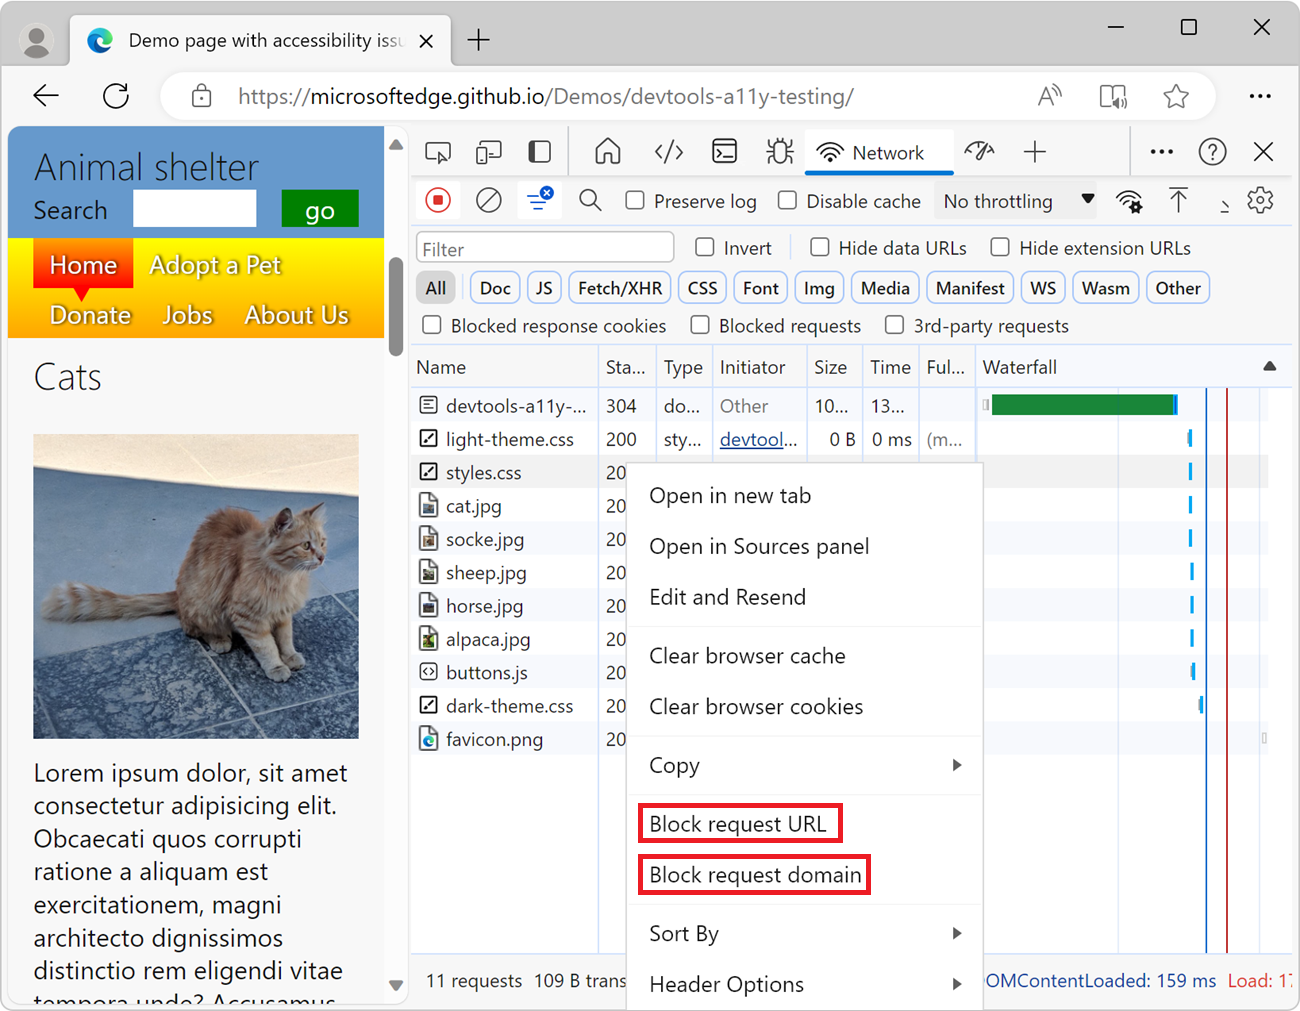 Demo page with accessibility issu
https://microsoftedge.github.io/Demos/devtools-a11y-testing/
Animal shelter
Search go
Home Adopt a Pet
Donate Jobs About Us
Cats
Lorem ipsum dolor, sit amet
consectetur adipisicing elit.
Obcaecati quos corrupti
ratione a aliquam est
exercitationem, magni
architecto dignissimos
distinctio rem eligendi vitae
tempora unde? Accusamus
Network
Preserve log Disable cache No throttling
Filter Invert Hide data URLs Hide extension URLs
All Doc JS Fetch/XHR CSS Font Img Media Manifest WS Wasm Other
Blocked response cookies Blocked requests 3rd-party requests
Name Sta... Type Initiator Size Time Ful... Waterfall
devtools-a11y-... 304 do... Other 10... 13...
light-theme.css 200 sty... devtool... 0 B 0 ms (m...
styles.css 20
cat.jpg 20
socke.jpg 20
sheep.jpg 20
horse.jpg 20
alpaca.jpg 20
buttons.js 20
dark-theme.css 20
favicon.png 20
Open in new tab
Open in Sources panel
Edit and Resend
Clear browser cache
Clear browser cookies
Copy
Block request URL
Block request domain
Sort By
Header Options
11 requests 109 B trans OMContentLoaded: 159 ms Load: 17